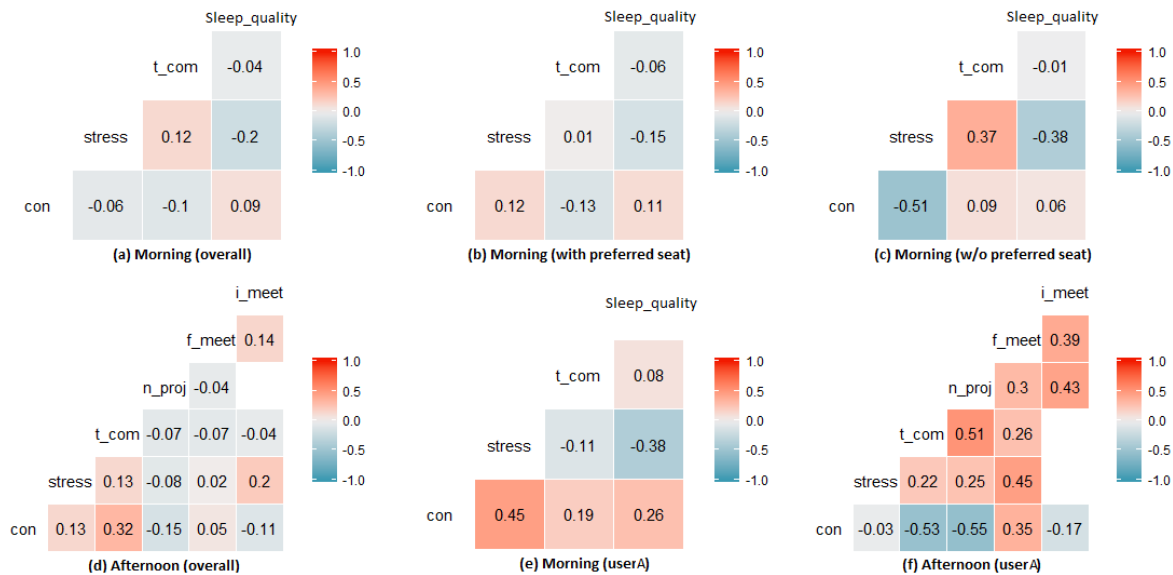 Sleep_quality
t_com -0.04
stress 0.12 -0.2
con -0.06 -0.1 0.09
1.0
0.5
0.0
-0.5
-1.0
(a) Morning (overall)
Sleep_quality
t_com -0.06
stress 0.01 -0.15
con 0.12 -0.13 0.11
1.0
0.5
0.0
-0.5
-1.0
(b) Morning (with preferred seat)
Sleep_quality
t_com -0.01
stress 0.37 -0.38
con -0.51 0.09 0.06
1.0
0.5
0.0
-0.5
-1.0
(c) Morning (w/o preferred seat)
i_meet
f_meet 0.14
n_proj -0.04
t_com -0.07 -0.07 -0.04
stress 0.13 -0.08 0.02 0.2
con 0.13 0.32 -0.15 0.05 -0.11
1.0
0.5
0.0
-0.5
-1.0
(d) Afternoon (overall)
Sleep_quality
t_com 0.08
stress -0.11 -0.38
con 0.45 0.19 0.26
1.0
0.5
0.0
-0.5
-1.0
(e) Morning (userA)
i_meet
f_meet 0.39
n_proj 0.3 0.43
t_com 0.51 0.26
stress 0.22 0.25 0.45
con -0.03 -0.53 -0.55 0.35 -0.17
1.0
0.5
0.0
-0.5
-1.0
(f) Afternoon (userA)